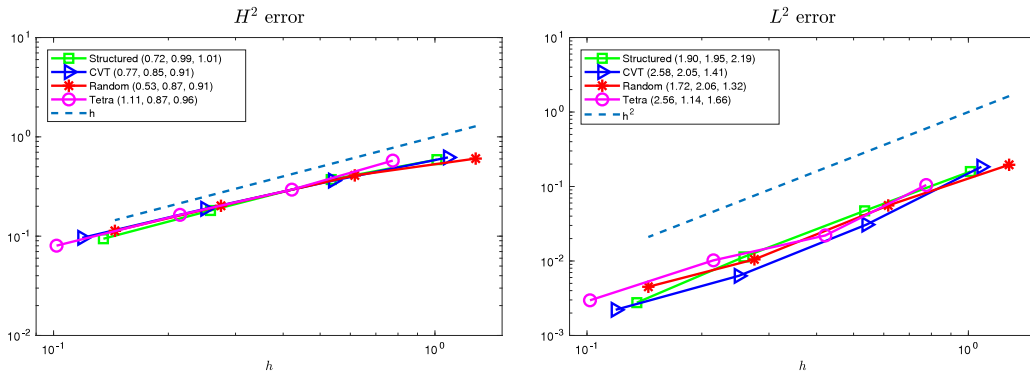 H² error
10¹
10⁰
10⁻¹
10⁻²
Structured (0.72, 0.99, 1.01)
CVT (0.77, 0.85, 0.91)
Random (0.53, 0.87, 0.91)
Tetra (1.11, 0.87, 0.96)
h
10⁻¹
10⁰
h
L² error
10¹
10⁰
10⁻¹
10⁻²
10⁻³
Structured (1.90, 1.95, 2.19)
CVT (2.58, 2.05, 1.41)
Random (1.72, 2.06, 1.32)
Tetra (2.56, 1.14, 1.66)
h²
10⁻¹
10⁰
h